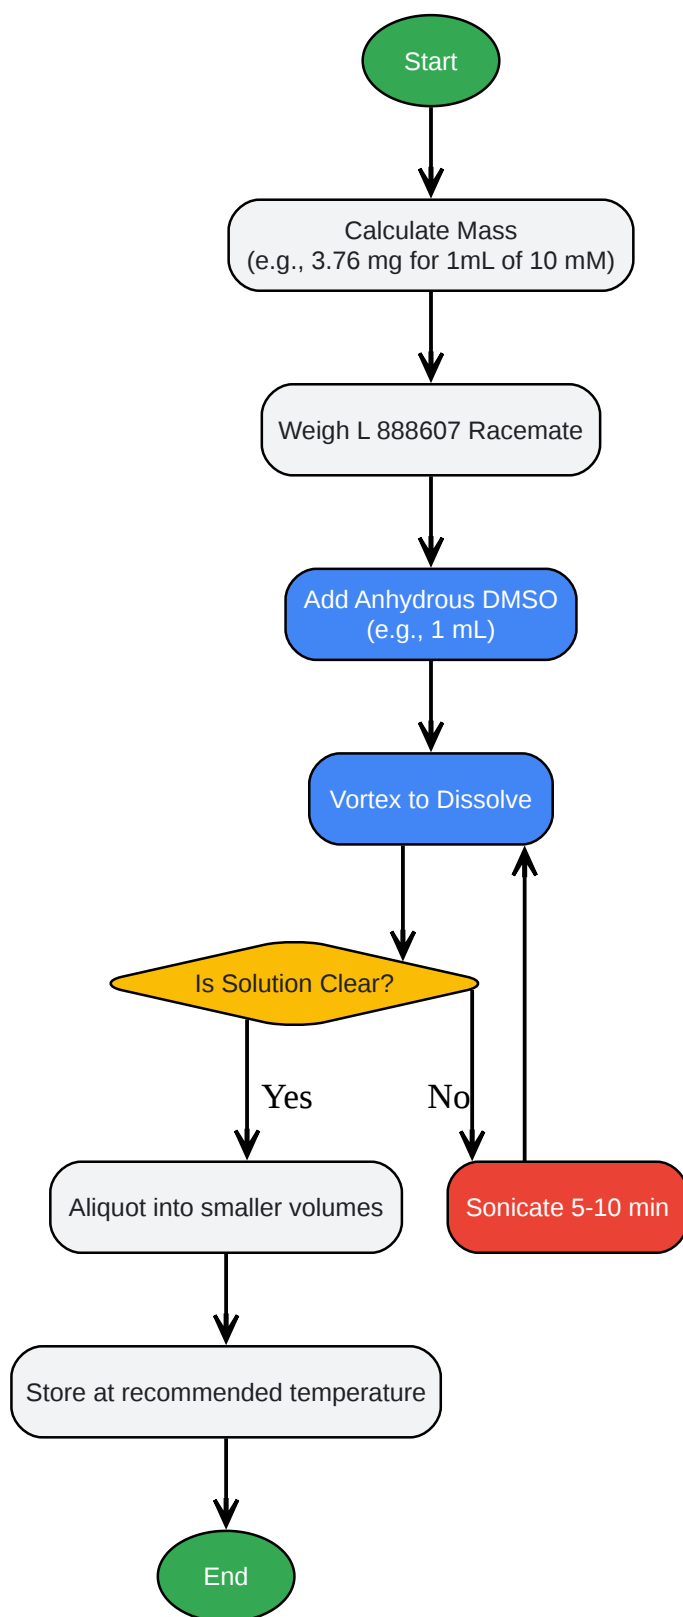 Start
Calculate Mass
(e.g., 3.76 mg for 1mL of 10 mM)
Weigh L 888607 Racemate
Add Anhydrous DMSO
(e.g., 1 mL)
Vortex to Dissolve
Is Solution Clear?
Yes
No
Aliquot into smaller volumes
Sonicate 5-10 min
Store at recommended temperature
End